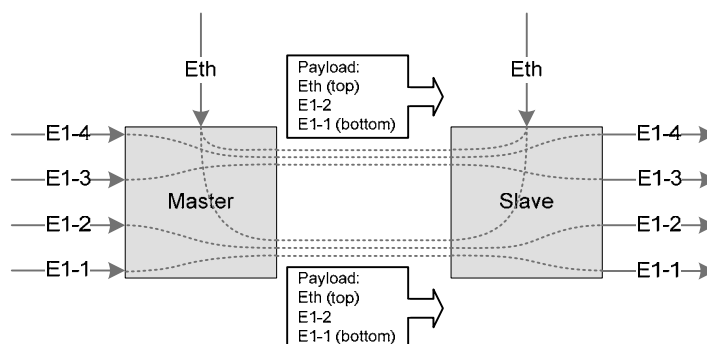 Eth
Payload:
Eth (top)
E1-2
E1-1 (bottom)
Eth
E1-4
E1-4
E1-3
E1-3
Master
Slave
E1-2
E1-2
E1-1
E1-1
Payload:
Eth (top)
E1-2
E1-1 (bottom)